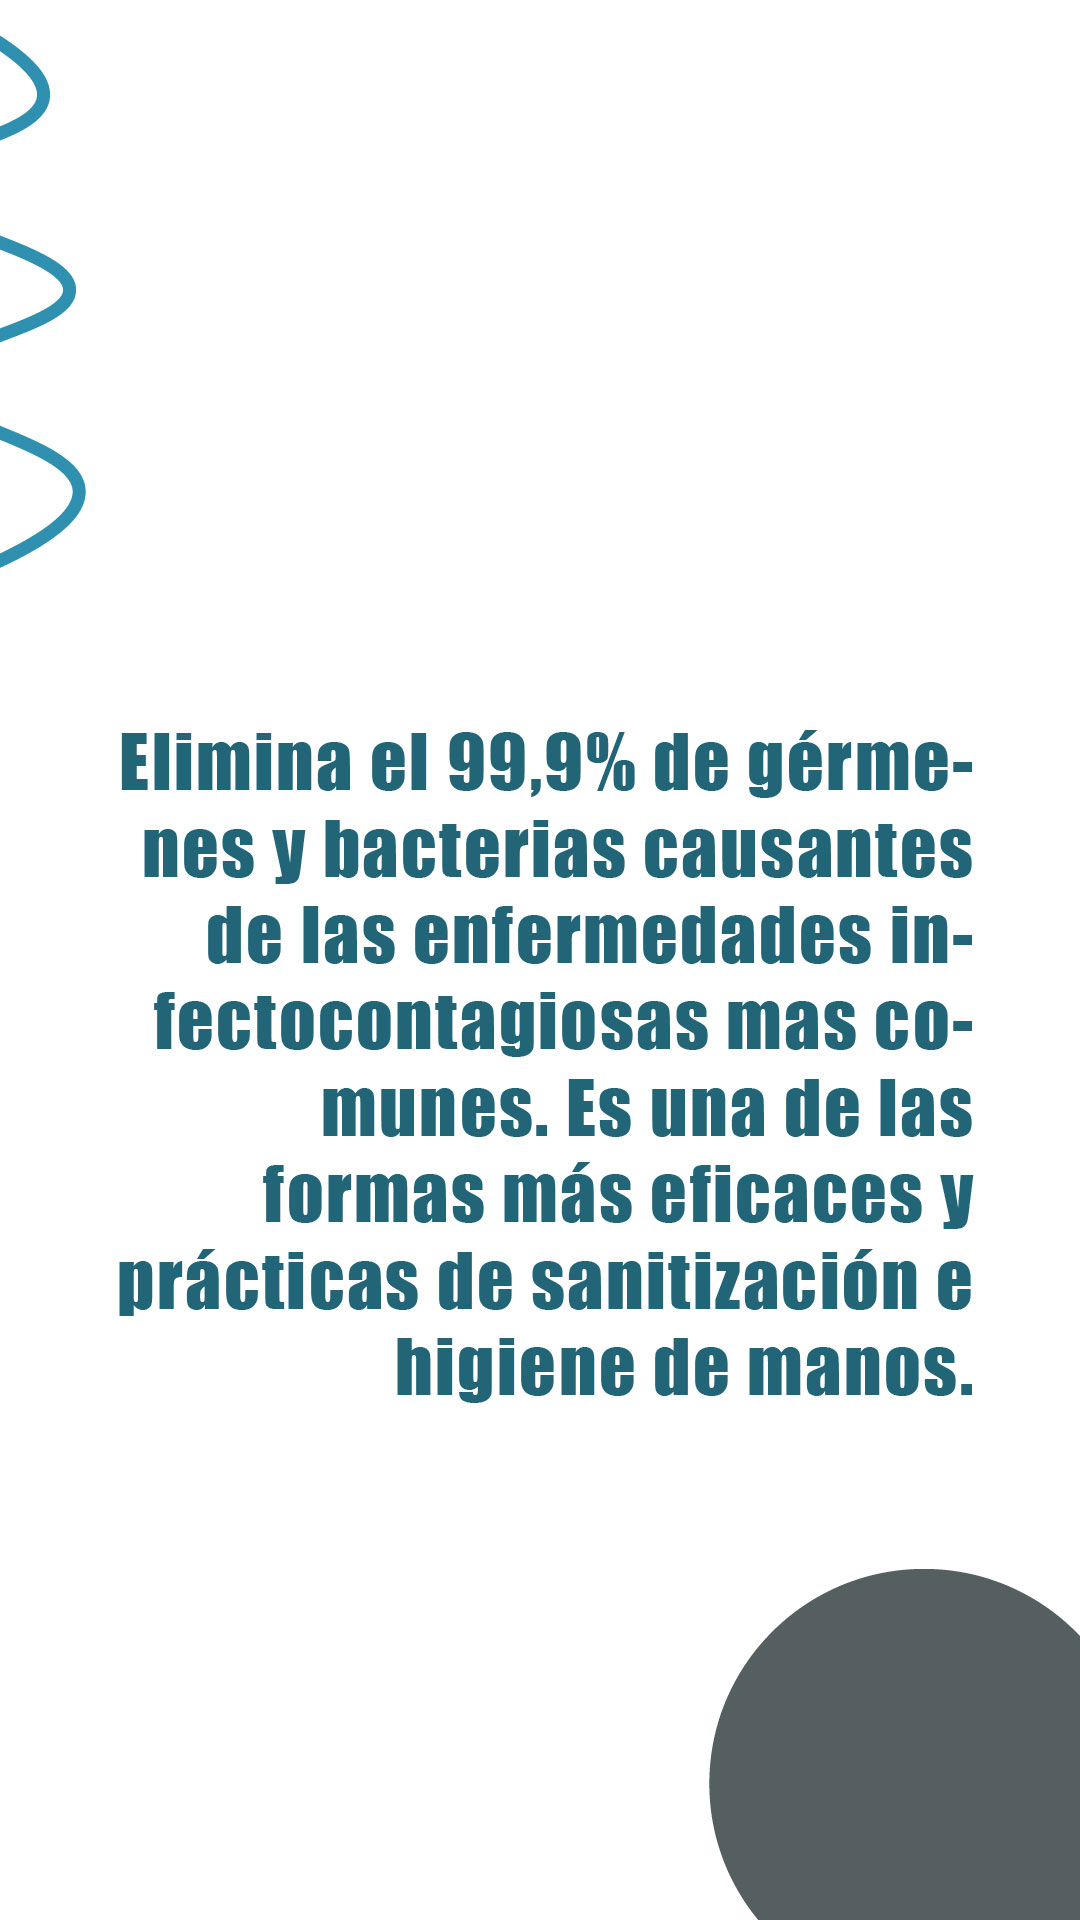 Elimina el 99,9% de gérme-
nes y bacterias causantes
de las enfermedades in-
fectocontagiosas mas co-
munes. Es una de las
formas más eficaces y
prácticas de sanitización e
higiene de manos.